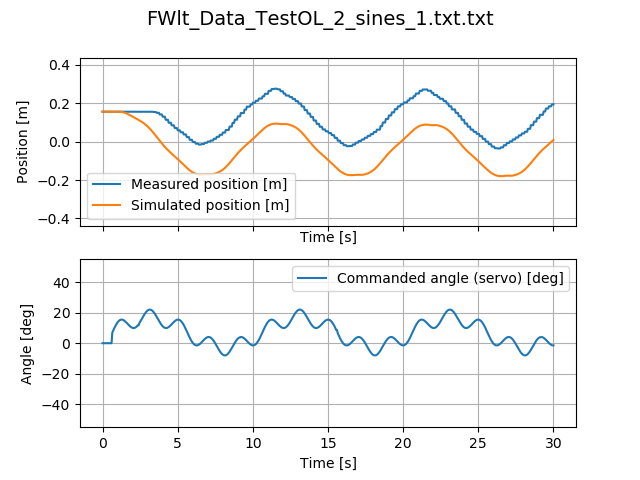 FWlt_Data_TestOL_2_sines_1.txt.txt
0.4
0.2
0.0
−0.2
−0.4
Position [m]
Measured position [m]
Simulated position [m]
Time [s]
40
20
0
−20
−40
Angle [deg]
Commanded angle (servo) [deg]
0 5 10 15 20 25 30
Time [s]